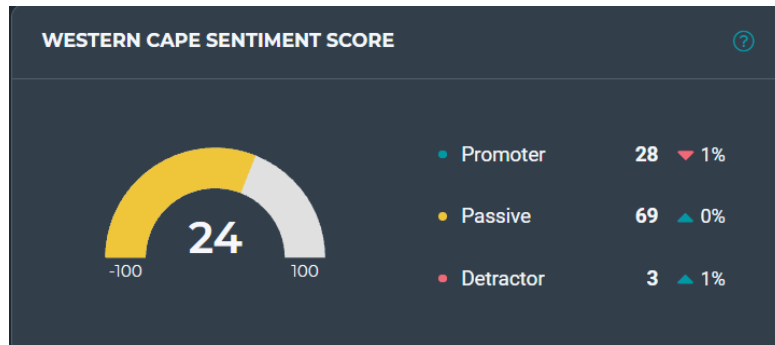 WESTERN CAPE SENTIMENT SCORE ?
24
-100 100
Promoter 28 1%
Passive 69 0%
Detractor 3 1%